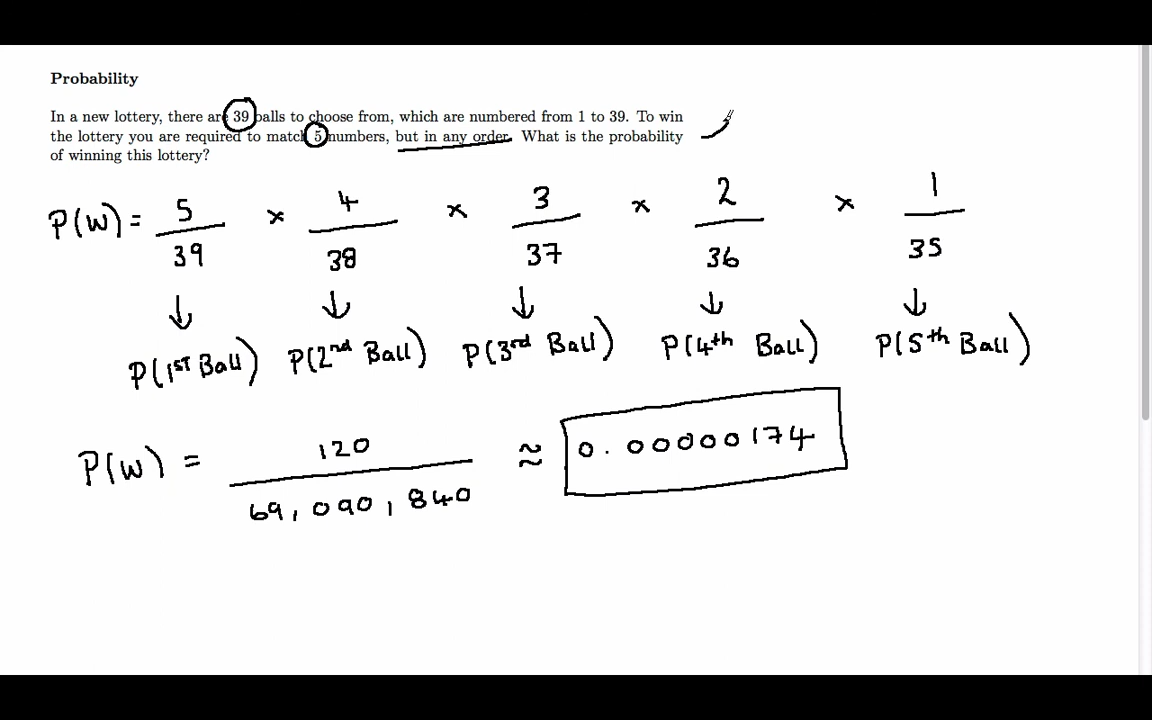 Probability
In a new lottery, there are 39 balls to choose from, which are numbered from 1 to 39. To win
the lottery you are required to match 5 numbers, but in any order. What is the probability
of winning this lottery?
P(W) = 5/39 × 4/38 × 3/37 × 2/36 × 1/35
↓ ↓ ↓ ↓ ↓
P(1ST Ball) P(2nd Ball) P(3rd Ball) P(4th Ball) P(5th Ball)
P(W) = 120/69,090,840 ≈ 0.00000174